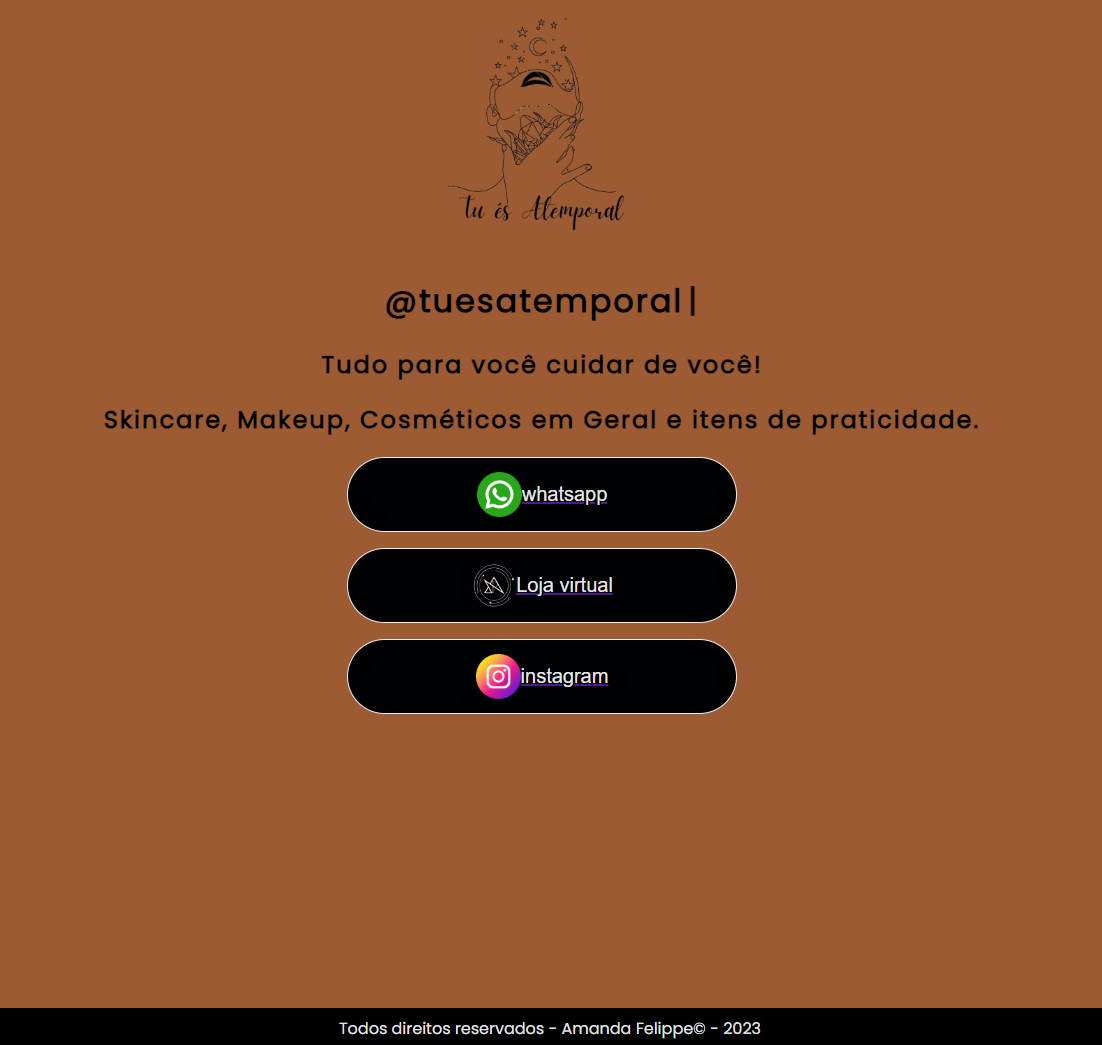 Tu és Atemporal
@tuesatemporal|
Tudo para você cuidar de você!
Skincare, Makeup, Cosméticos em Geral e itens de praticidade.
whatsapp
Loja virtual
instagram
Todos direitos reservados - Amanda Felippe© - 2023